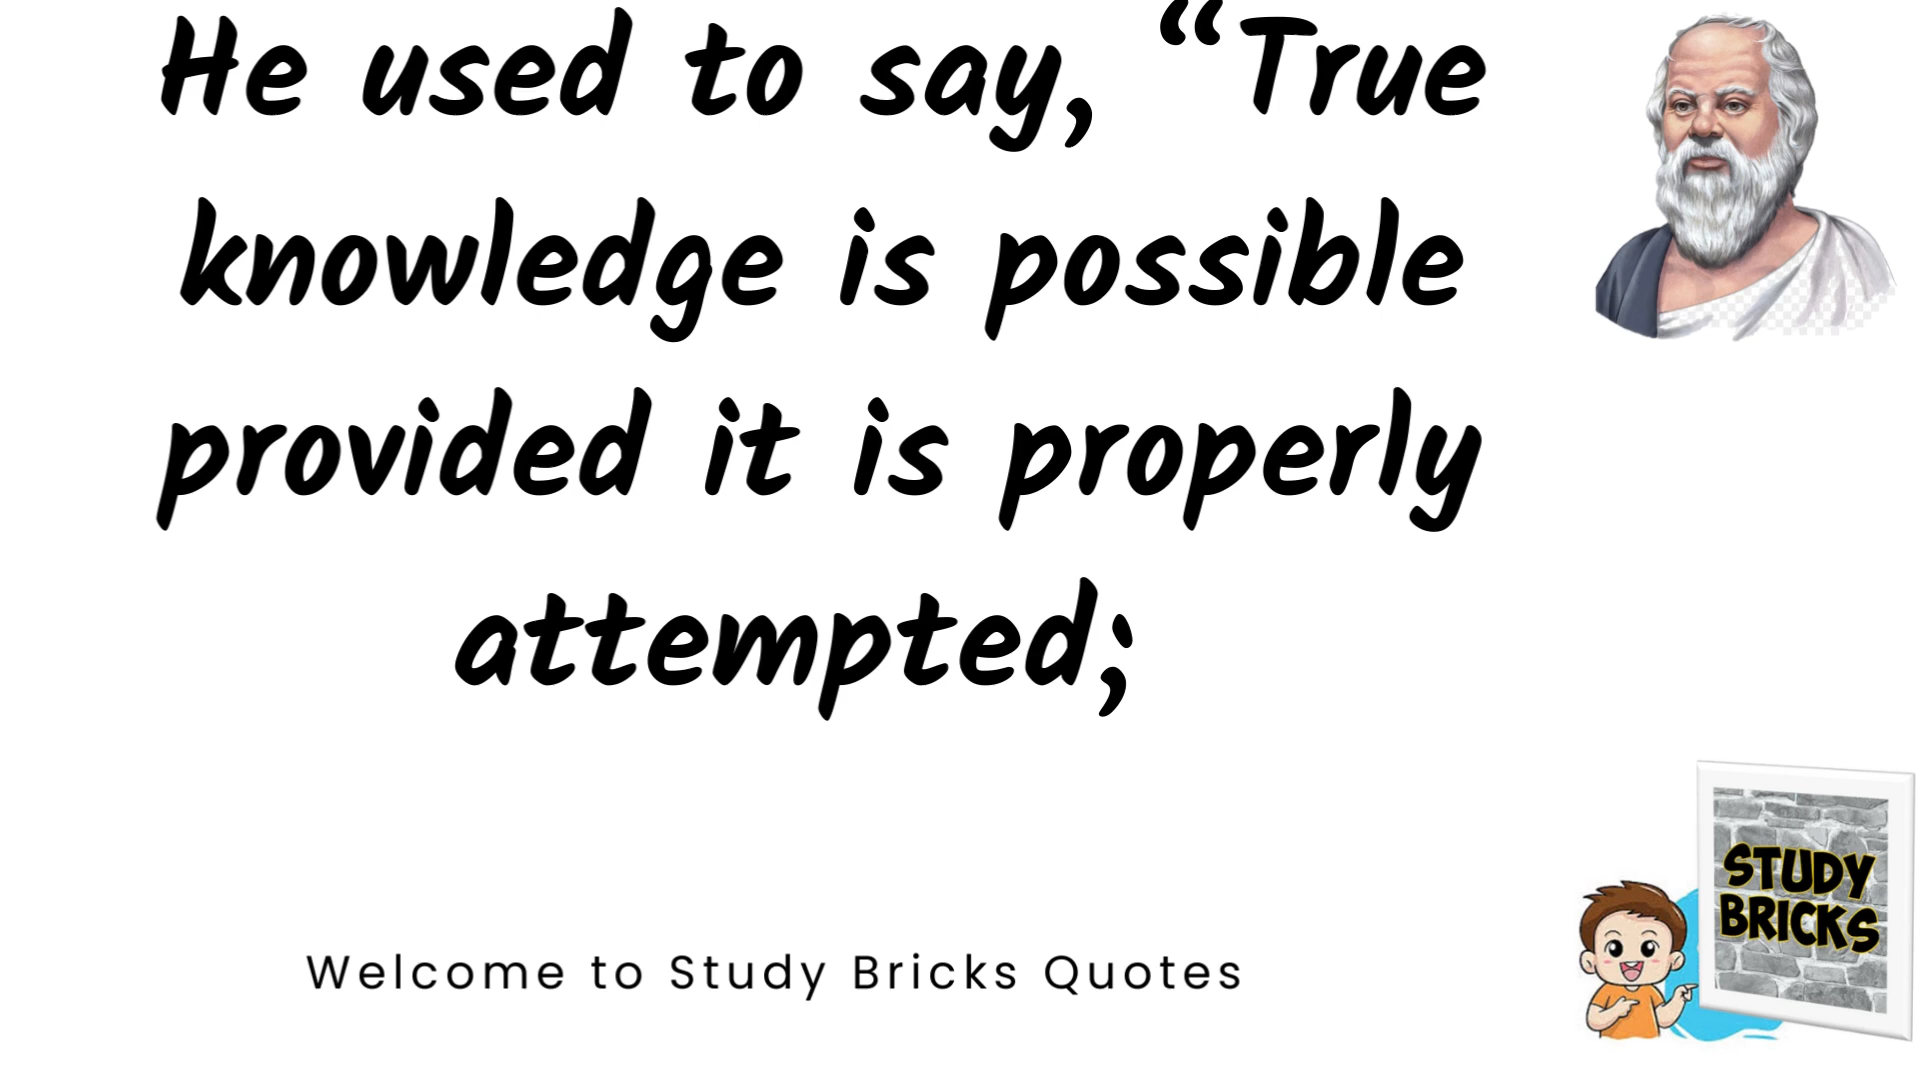 He used to say, “True
knowledge is possible
provided it is properly
attempted;
STUDY
BRICKS
Welcome to Study Bricks Quotes